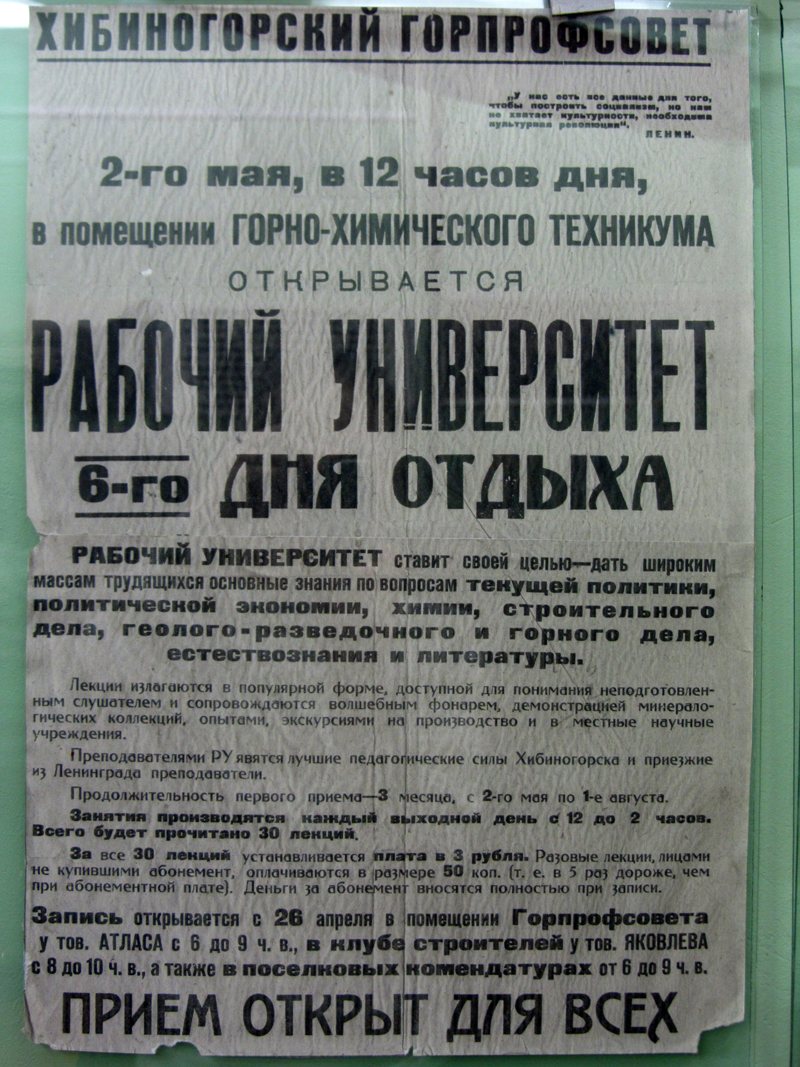 ХИБИНОГОРСКИЙ ГОРПРОФСОВЕТ
„У нас есть все данные для того,
чтобы построить социализм, но нам
не хватает культурности, необходима
культурная революция“.
ЛЕНИН.
2-го мая, в 12 часов дня,
в помещении ГОРНО-ХИМИЧЕСКОГО ТЕХНИКУМА
ОТКРЫВАЕТСЯ
РАБОЧИЙ УНИВЕРСИТЕТ
6-го ДНЯ ОТДЫХА
РАБОЧИЙ УНИВЕРСИТЕТ ставит своей целью—дать широким
массам трудящихся основные знания по вопросам текущей политики,
политической экономии, химии, строительного
дела, геолого-разведочного и горного дела,
естествознания и литературы.
Лекции излагаются в популярной форме, доступной для понимания неподготовлен-
ным слушателем и сопровождаются волшебным фонарем, демонстрацией минерало-
гических коллекций, опытами, экскурсиями на производство и в местные научные
учреждения.
Преподавателями РУ явятся лучшие педагогические силы Хибиногорска и приезжие
из Ленинграда преподаватели.
Продолжительность первого приема—3 месяца, с 2-го мая по 1-е августа.
Занятия производятся каждый выходной день с 12 до 2 часов.
Всего будет прочитано 30 лекций.
За все 30 лекций устанавливается плата в 3 рубля. Разовые лекции, лицами
не купившими абонемент, оплачиваются в размере 50 коп. (т. е. в 5 раз дороже, чем
при абонементной плате). Деньги за абонемент вносятся полностью при записи.
Запись открывается с 26 апреля в помещении Горпрофсовета
у тов. АТЛАСА с 6 до 9 ч. в., в клубе строителей у тов. ЯКОВЛЕВА
с 8 до 10 ч. в., а также в поселковых комендатурах от 6 до 9 ч. в.
ПРИЕМ ОТКРЫТ ДЛЯ ВСЕХ